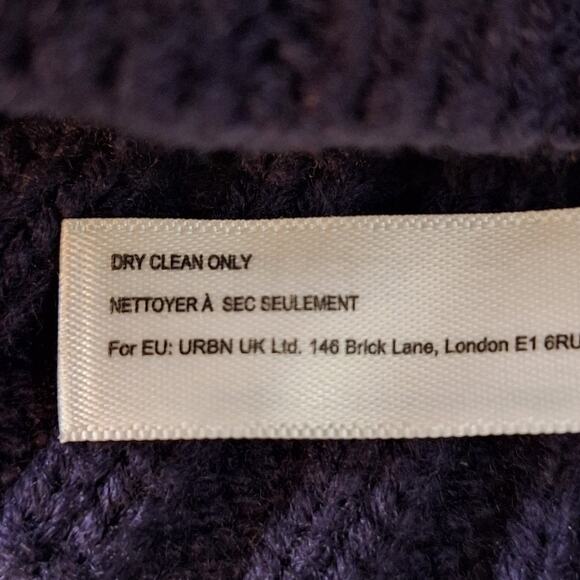 DRY CLEAN ONLY
NETTOYER À SEC SEULEMENT
For EU: URBN UK Ltd. 146 Brick Lane, London E1 6RU